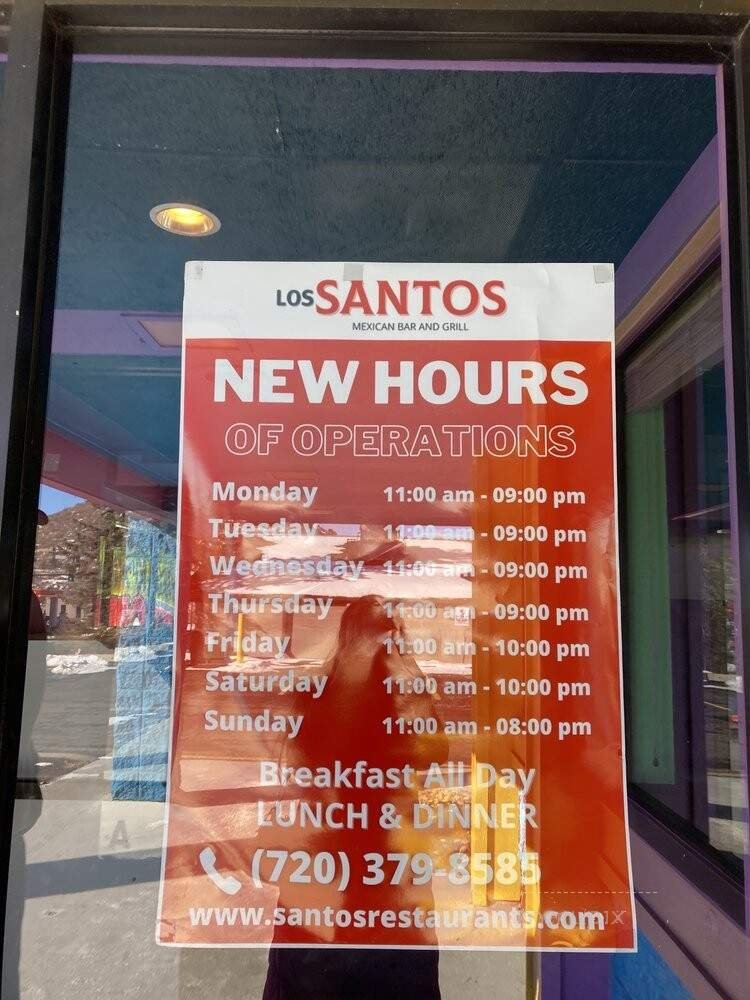 LOS SANTOS
MEXICAN BAR AND GRILL
NEW HOURS
OF OPERATIONS
Monday 11:00 am - 09:00 pm
Tuesday 11:00 am - 09:00 pm
Wednesday 11:00 am - 09:00 pm
Thursday 11:00 am - 09:00 pm
Friday 11:00 am - 10:00 pm
Saturday 11:00 am - 10:00 pm
Sunday 11:00 am - 08:00 pm
Breakfast All Day
LUNCH & DINNER
(720) 379-8585
www.santosrestaurants.com